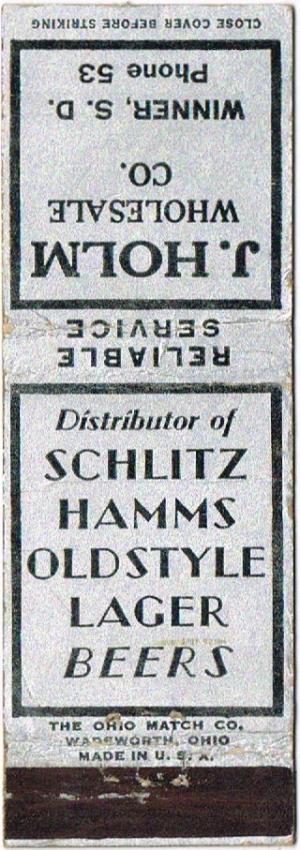 J. HOLM
WHOLESALE
CO.
WINNER, S. D.
Phone 53
CLOSE COVER BEFORE STRIKING
RELIABLE
SERVICE
Distributor of
SCHLITZ
HAMMS
OLDSTYLE
LAGER
BEERS
THE OHIO MATCH CO.
WADSWORTH, OHIO
MADE IN U. S. A.